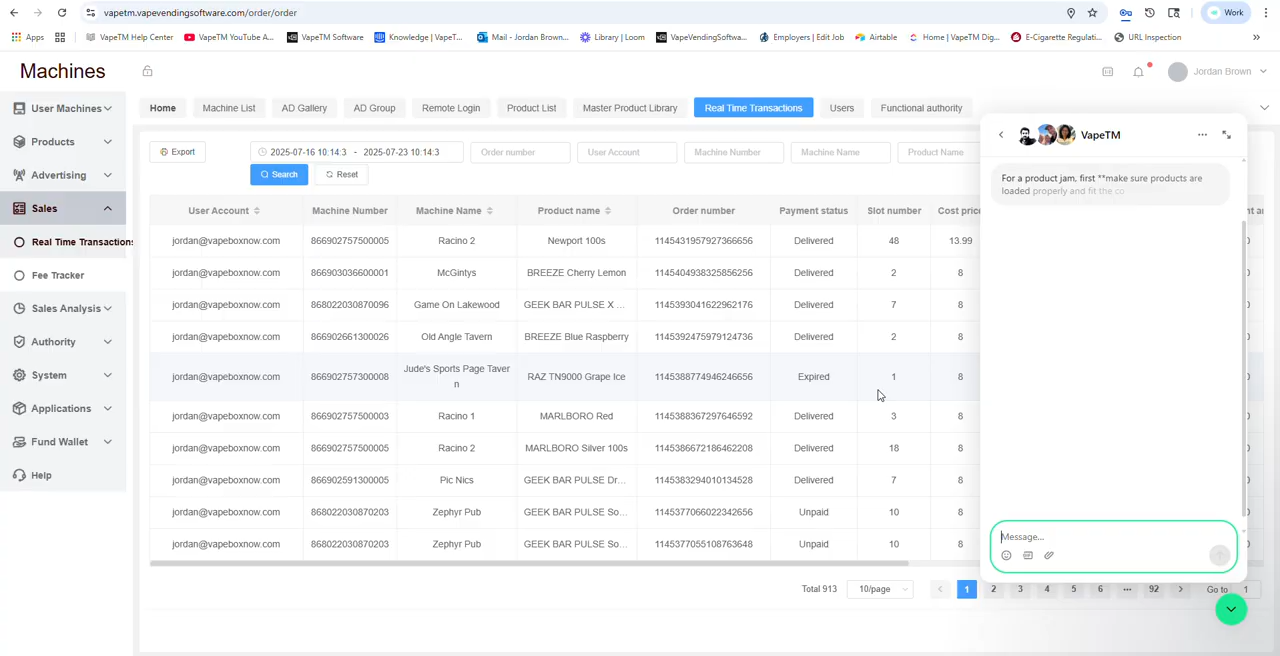 vapetm.vapevendingsoftware.com/order/order
Work
Apps
VapeTM Help Center
VapeTM YouTube A...
VapeTM Software
Knowledge | VapeT...
Mail - Jordan Brown...
Library | Loom
VapeVendingSoftwa...
Employers | Edit Job
Airtable
Home | VapeTM Dig...
E-Cigarette Regulati...
URL Inspection
Machines
Jordan Brown
User Machines
Products
Advertising
Sales
Real Time Transactions
Fee Tracker
Sales Analysis
Authority
System
Applications
Fund Wallet
Help
Home
Machine List
AD Gallery
AD Group
Remote Login
Product List
Master Product Library
Real Time Transactions
Users
Functional authority
Export
2025-07-16 10:14:3 - 2025-07-23 10:14:3
Order number
User Account
Machine Number
Machine Name
Product Name
Search
Reset
User Account Machine Number Machine Name Product name Order number Payment status Slot number Cost price
jordan@vapeboxnow.com 866902757500005 Racino 2 Newport 100s 1145431957927366656 Delivered 48 13.99
jordan@vapeboxnow.com 866903036600001 McGintys BREEZE Cherry Lemon 1145404938325856256 Delivered 2 8
jordan@vapeboxnow.com 868022030870096 Game On Lakewood GEEK BAR PULSE X ... 1145393041622962176 Delivered 7 8
jordan@vapeboxnow.com 866902661300026 Old Angle Tavern BREEZE Blue Raspberry 1145392475979124736 Delivered 2 8
jordan@vapeboxnow.com 866902757300008 Jude's Sports Page Taver
n RAZ TN9000 Grape Ice 1145388774946246656 Expired 1 8
jordan@vapeboxnow.com 866902757500003 Racino 1 MARLBORO Red 1145388367297646592 Delivered 3 8
jordan@vapeboxnow.com 866902757500005 Racino 2 MARLBORO Silver 100s 1145386672186462208 Delivered 18 8
jordan@vapeboxnow.com 866902591300005 Pic Nics GEEK BAR PULSE Dr... 1145383294010134528 Delivered 7 8
jordan@vapeboxnow.com 868022030870203 Zephyr Pub GEEK BAR PULSE So... 1145377066022342656 Unpaid 10 8
jordan@vapeboxnow.com 868022030870203 Zephyr Pub GEEK BAR PULSE So... 1145377055108763648 Unpaid 10 8
Total 913 10/page 1 2 3 4 5 6 ... 92 Go to 1
VapeTM
For a product jam, first **make sure products are
loaded properly and fit the co
Message...